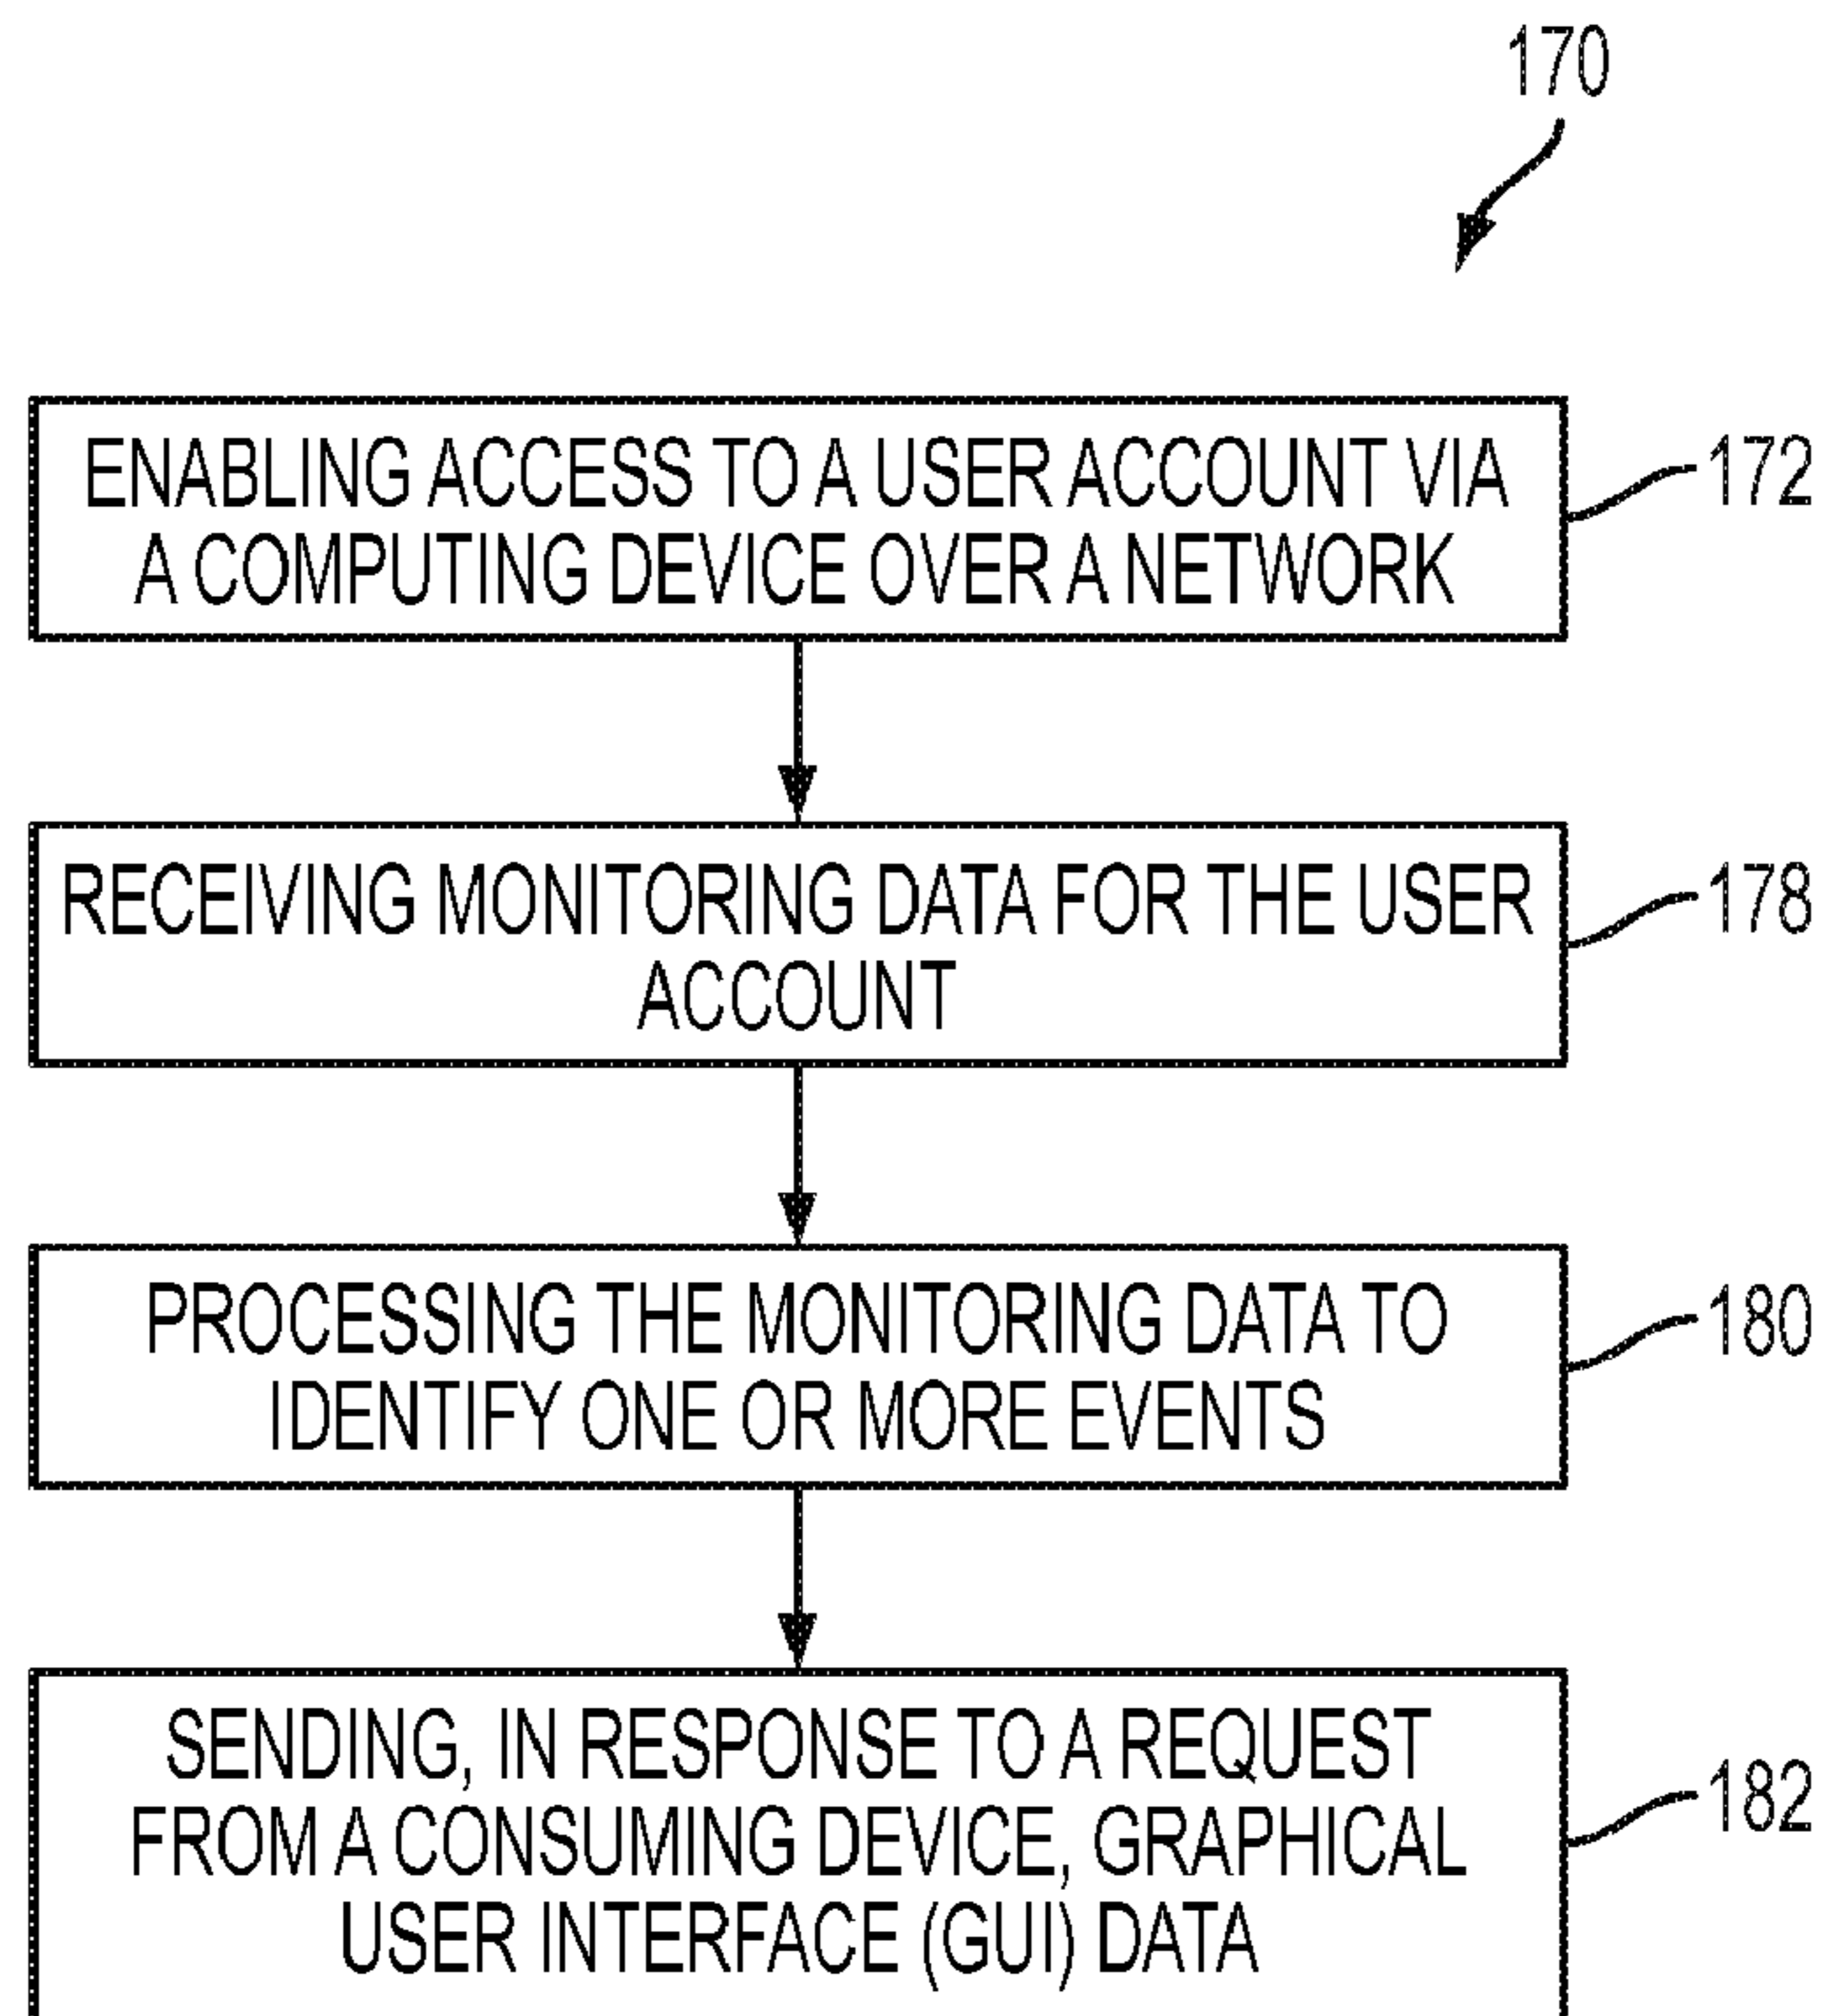 170
ENABLING ACCESS TO A USER ACCOUNT VIA
A COMPUTING DEVICE OVER A NETWORK
172
RECEIVING MONITORING DATA FOR THE USER
ACCOUNT
178
PROCESSING THE MONITORING DATA TO
IDENTIFY ONE OR MORE EVENTS
180
SENDING, IN RESPONSE TO A REQUEST
FROM A CONSUMING DEVICE, GRAPHICAL
USER INTERFACE (GUI) DATA
182